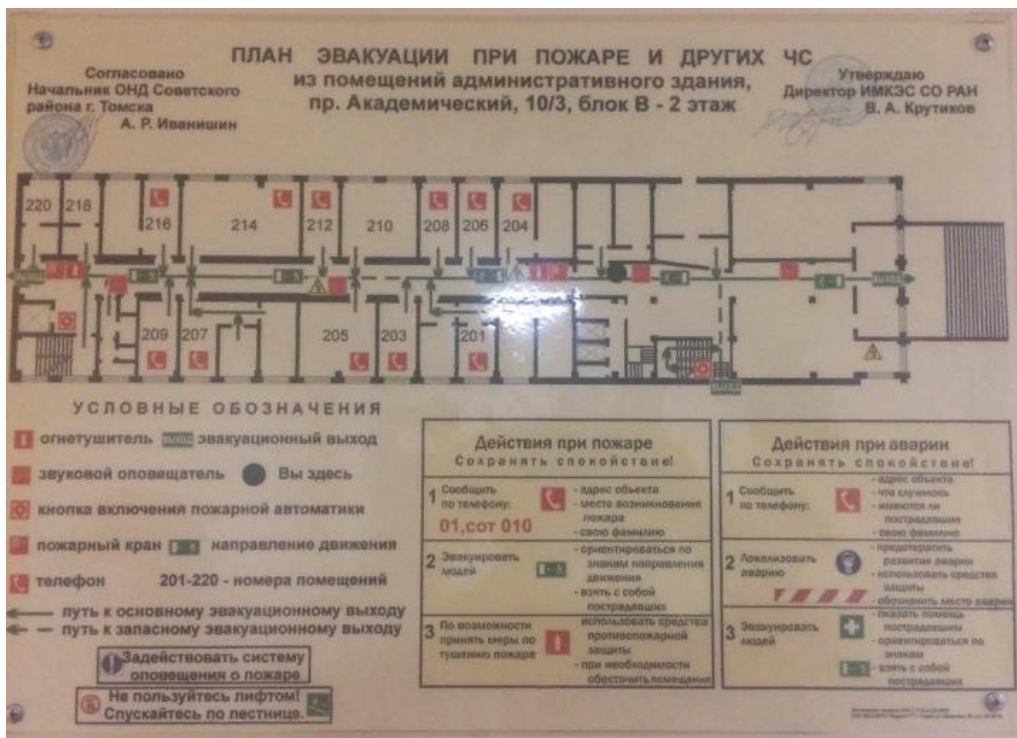 ПЛАН ЭВАКУАЦИИ ПРИ ПОЖАРЕ И ДРУГИХ ЧС
из помещений административного здания,
пр. Академический, 10/3, блок В - 2 этаж
Согласовано
Начальник ОНД Советского
района г. Томска
А. Р. Иванишин
Утверждаю
Директор ИМКЭС СО РАН
В. А. Крутиков
220 218 216 214 212 210 208 206 204
ВЫХОД ВЫХОД
209 207 205 203 201
ВЫХОД
УСЛОВНЫЕ ОБОЗНАЧЕНИЯ
огнетушитель ВЫХОД эвакуационный выход
звуковой оповещатель Вы здесь
кнопка включения пожарной автоматики
пожарный кран направление движения
телефон 201-220 - номера помещений
путь к основному эвакуационному выходу
путь к запасному эвакуационному выходу
Задействовать систему
оповещения о пожаре
Не пользуйтесь лифтом!
Спускайтесь по лестнице.
Действия при пожаре
Сохранять спокойствие!
1 Сообщить
по телефону:
01,сот 010
- адрес объекта
- место возникновения
пожара
- свою фамилию
2 Эвакуировать
людей
- ориентироваться по
знакам направления
движения
- взять с собой
пострадавших
3 По возможности
принять меры по
тушению пожара
использовать средства
противопожарной
защиты
- при необходимости
обесточить помещения
Действия при аварии
Сохранять спокойствие!
1 Сообщить
по телефону:
- адрес объекта
- что случилось
- имеются ли
пострадавшие
- свою фамилию
2 Локализовать
аварию
- предотвратить
развитие аварии
- использовать средства
защиты
- обозначить место аварии
3 Эвакуировать
людей
- оказать помощь
пострадавшим
- ориентироваться по
знакам
- взять с собой
пострадавших